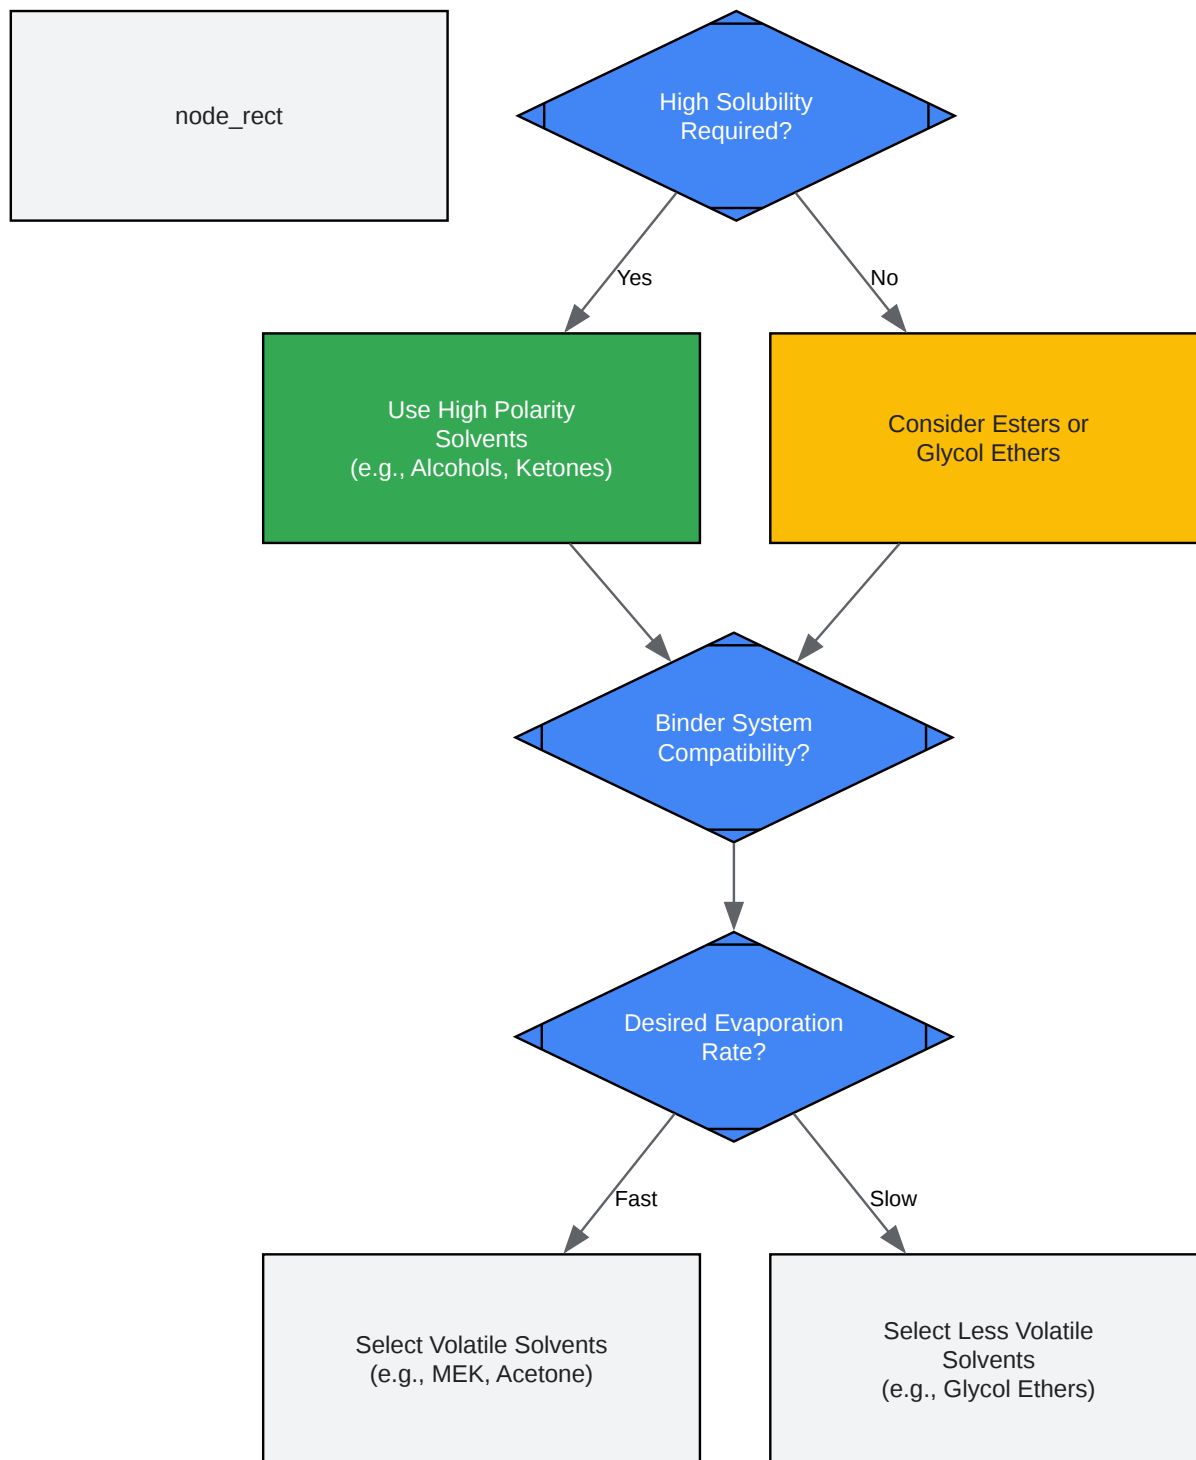 node_rect
High Solubility
Required?
Yes
No
Use High Polarity
Solvents
(e.g., Alcohols, Ketones)
Consider Esters or
Glycol Ethers
Binder System
Compatibility?
Desired Evaporation
Rate?
Fast
Slow
Select Volatile Solvents
(e.g., MEK, Acetone)
Select Less Volatile
Solvents
(e.g., Glycol Ethers)